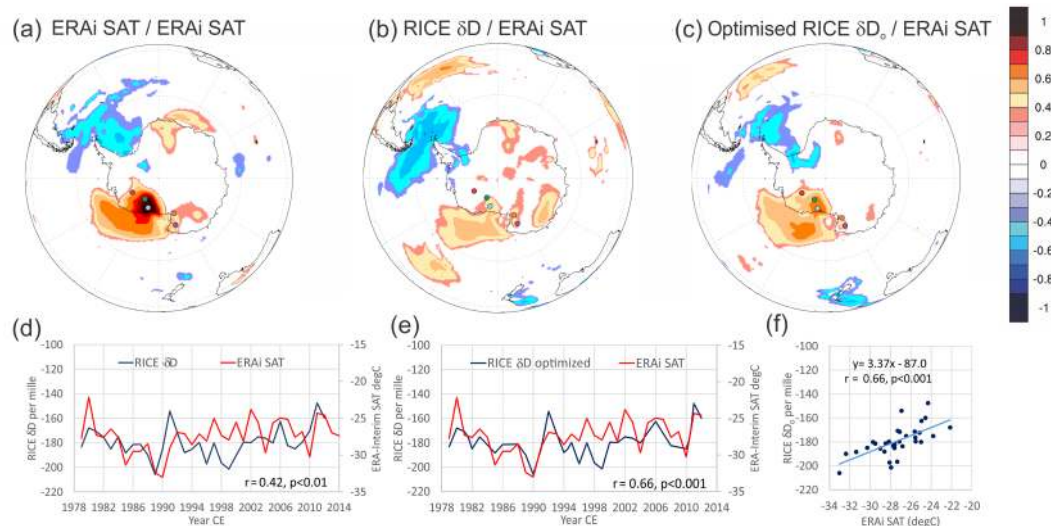 (a) ERAi SAT / ERAi SAT
(b) RICE δD / ERAi SAT
(c) Optimised RICE δDₒ / ERAi SAT
1
0.8
0.6
0.4
0.2
0
-0.2
-0.4
-0.6
-0.8
-1
(d)
-100
-120
-140
-160
-180
-200
-220
RICE δD per mille
RICE δD
ERAi SAT
-15
-20
-25
-30
-35
ERA-Interim SAT degC
r = 0.42, p<0.01
1978 1982 1986 1990 1994 1998 2002 2006 2010 2014
Year CE
(e)
-100
-120
-140
-160
-180
-200
-220
RICE δD per mille
RICE δD optimized
ERAi SAT
-15
-20
-25
-30
-35
ERA-Interim SAT degC
r = 0.66, p<0.001
1978 1982 1986 1990 1994 1998 2002 2006 2010 2014
Year CE
(f)
-100
-120
-140
-160
-180
-200
-220
RICE δDₒ per mille
y= 3.37x - 87.0
r = 0.66, p<0.001
-34 -32 -30 -28 -26 -24 -22 -20
ERAi SAT (degC)